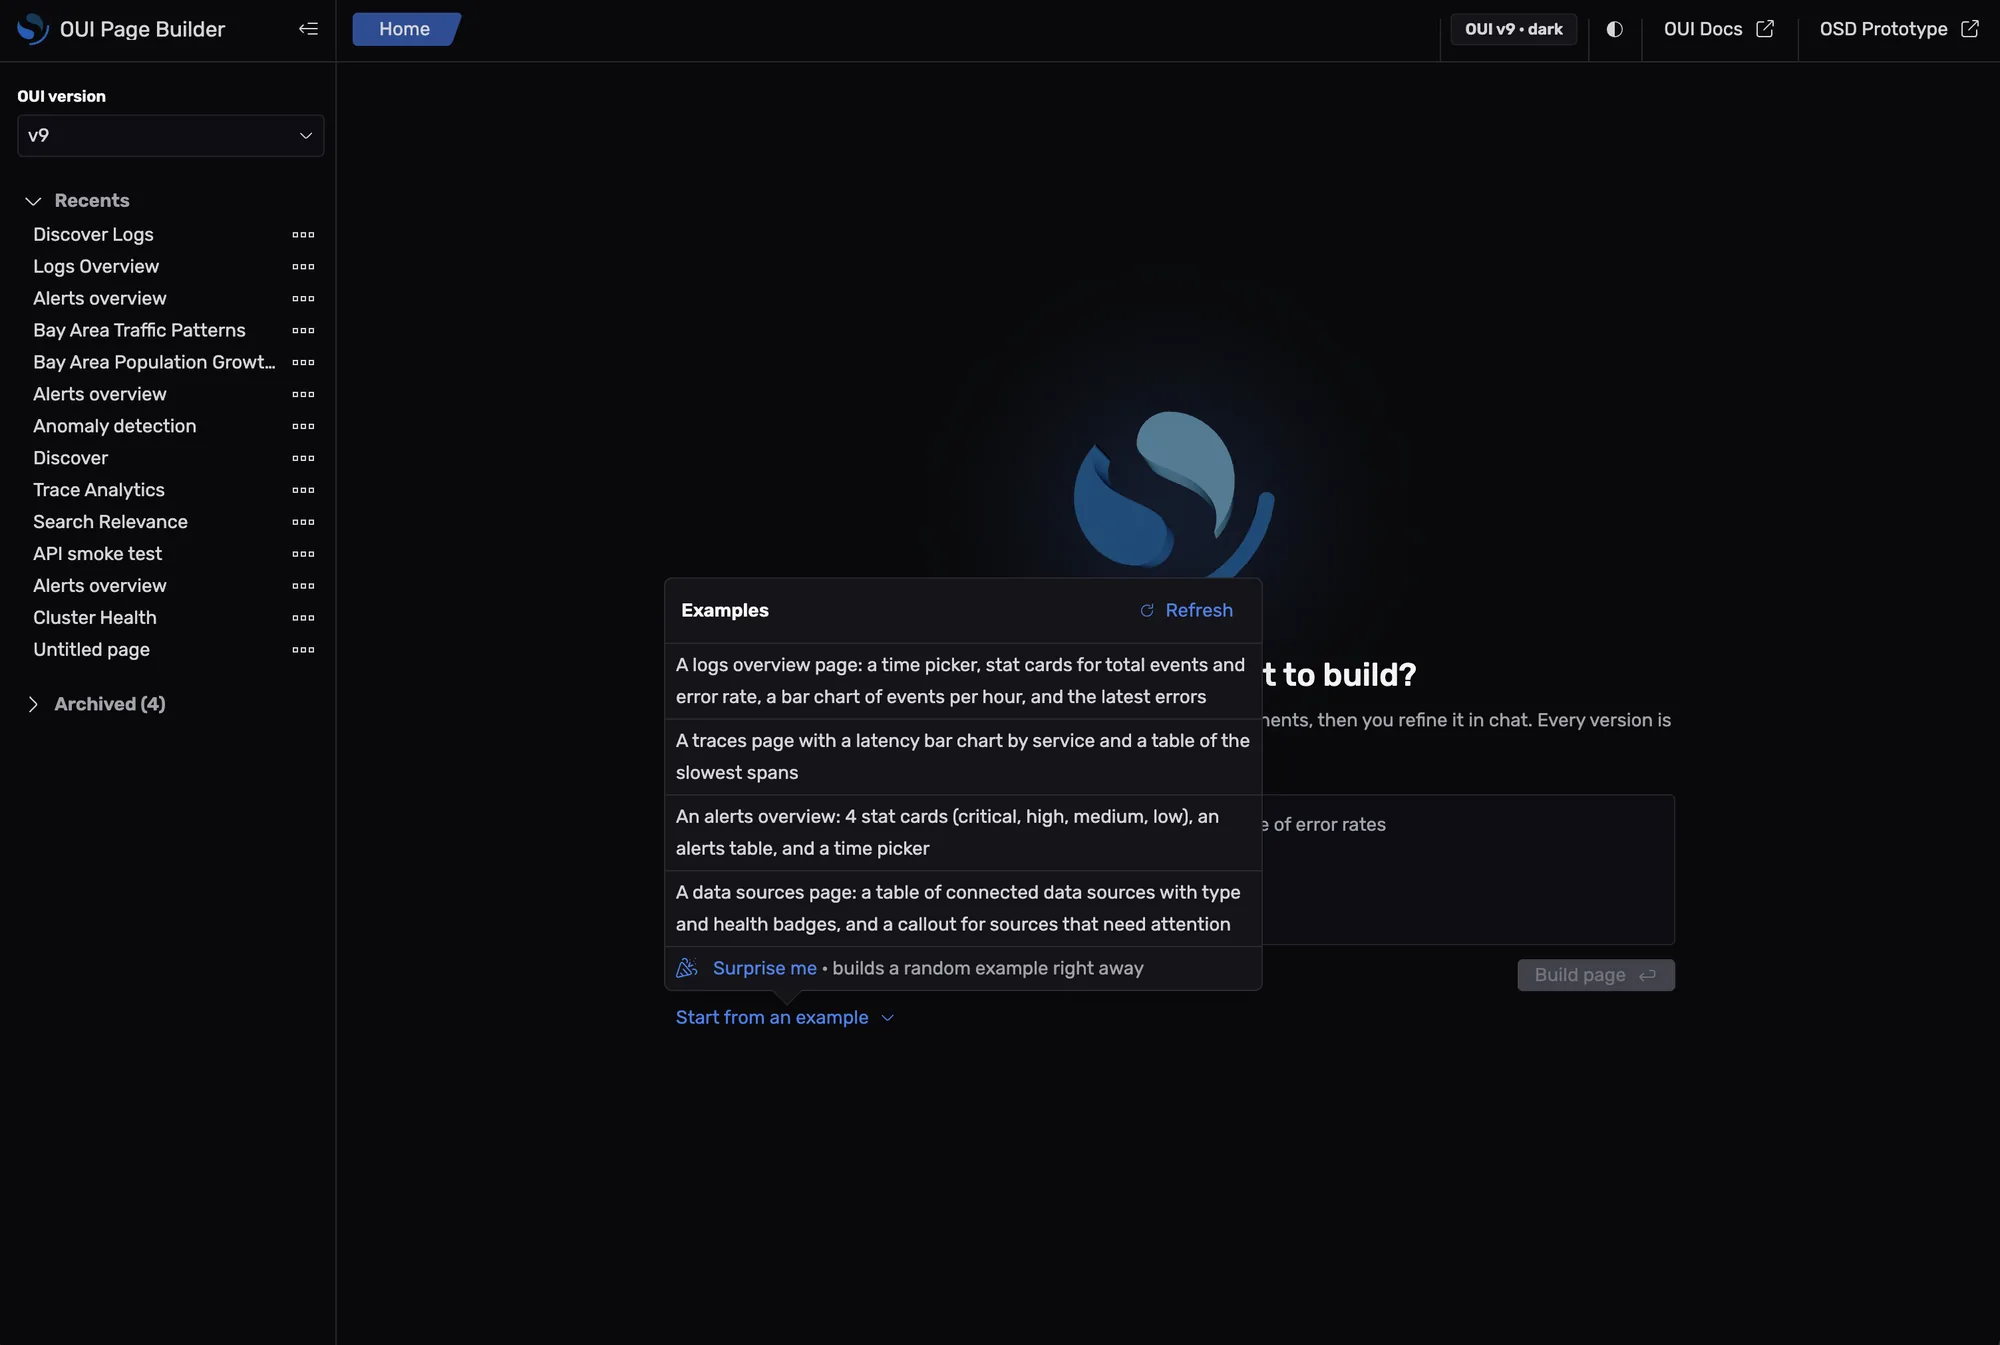 OUI Page Builder
Home
OUI v9 • dark
OUI Docs
OSD Prototype
OUI version
v9
Recents
Discover Logs
Logs Overview
Alerts overview
Bay Area Traffic Patterns
Bay Area Population Growt...
Alerts overview
Anomaly detection
Discover
Trace Analytics
Search Relevance
API smoke test
Alerts overview
Cluster Health
Untitled page
Archived (4)
Examples
Refresh
A logs overview page: a time picker, stat cards for total events and
error rate, a bar chart of events per hour, and the latest errors
A traces page with a latency bar chart by service and a table of the
slowest spans
An alerts overview: 4 stat cards (critical, high, medium, low), an
alerts table, and a time picker
A data sources page: a table of connected data sources with type
and health badges, and a callout for sources that need attention
Surprise me • builds a random example right away
t to build?
nents, then you refine it in chat. Every version is
e of error rates
Build page
Start from an example